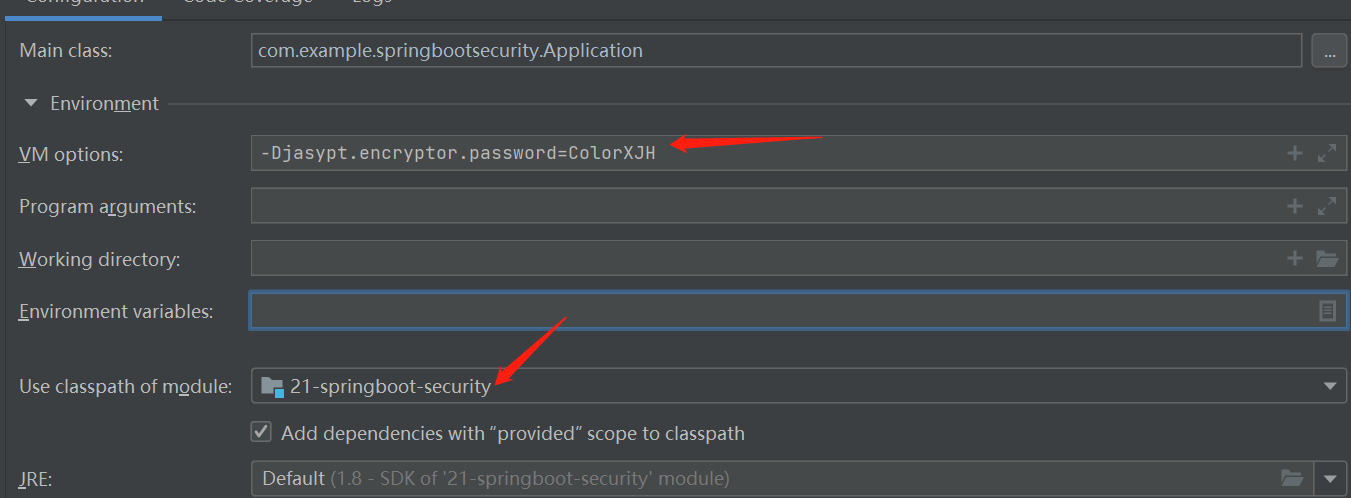 Configuration Code Coverage Logs
Main class: com.example.springbootsecurity.Application ...
Environment
VM options: -Djasypt.encryptor.password=ColorXJH
Program arguments:
Working directory:
Environment variables:
Use classpath of module: 21-springboot-security
Add dependencies with “provided” scope to classpath
JRE: Default (1.8 - SDK of '21-springboot-security' module)